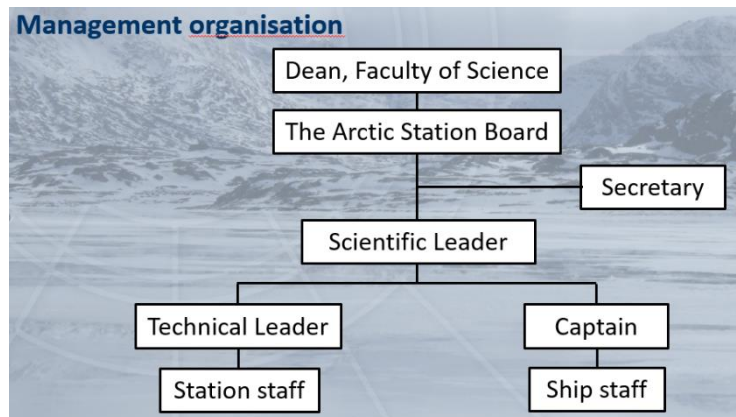 Management organisation
Dean, Faculty of Science
The Arctic Station Board
Secretary
Scientific Leader
Technical Leader
Captain
Station staff
Ship staff